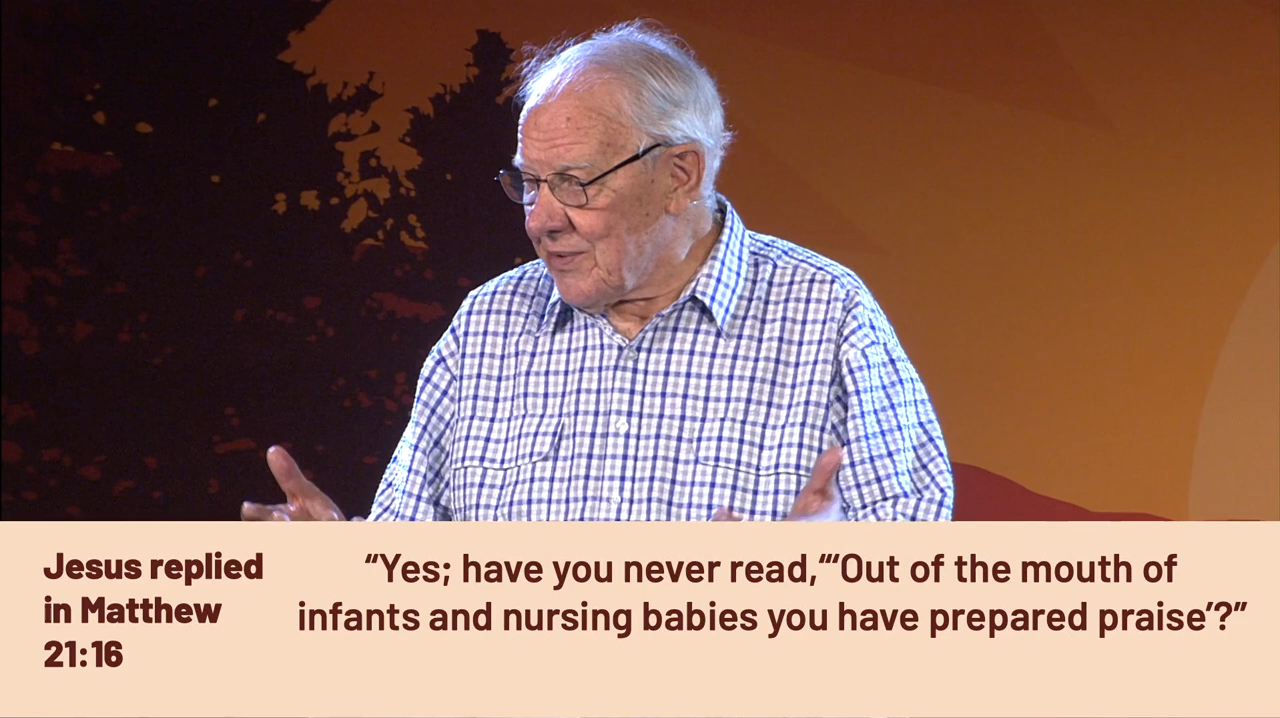 Jesus replied
in Matthew
21:16
“Yes; have you never read,“‘Out of the mouth of
infants and nursing babies you have prepared praise’?”